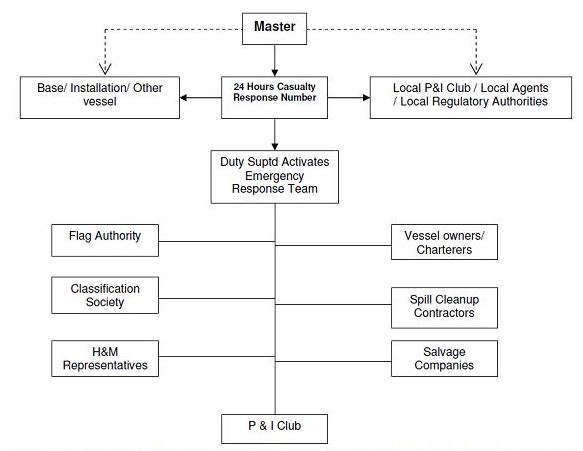 Master
Base/ Installation/ Other
vessel
24 Hours Casualty
Response Number
Local P&I Club / Local Agents
/ Local Regulatory Authorities
Duty Suptd Activates
Emergency
Response Team
Flag Authority
Vessel owners/
Charterers
Classification
Society
Spill Cleanup
Contractors
H&M
Representatives
Salvage
Companies
P & I Club